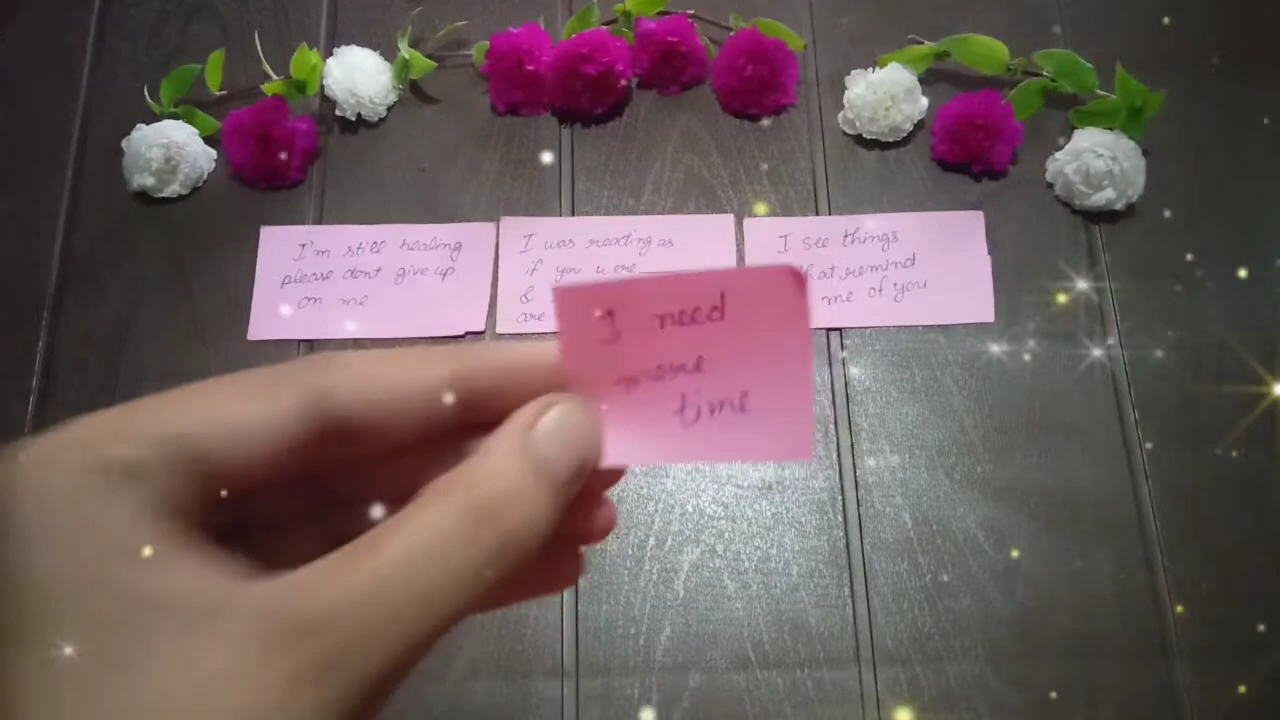 I'm still healing
please dont give up
on me
I was reacting as
if you were
&
are
I see things
that remind
me of you
I need
more
time